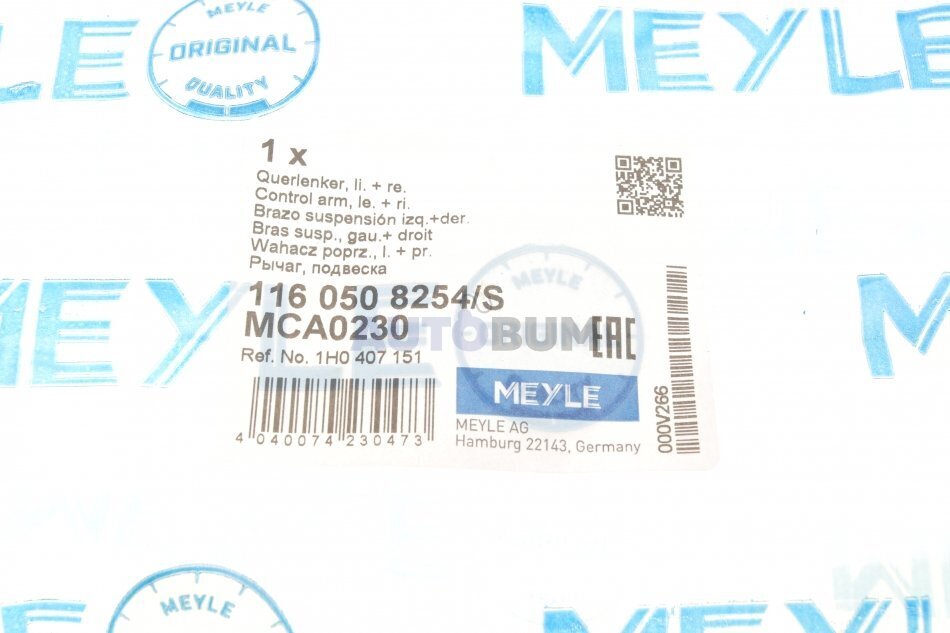 MEYLE
ORIGINAL
QUALITY
MEYLE
1 x
Querlenker, li. + re.
Control arm, le. + ri.
Brazo suspensión izq.+der.
Bras susp., gau.+ droit
Wahacz poprz., l. + pr.
Рычаг, подвеска
116 050 8254/S
MCA0230
Ref. No. 1H0 407 151
4 040074 230473
MEYLE
AUTOBUM
EAC
MEYLE
MEYLE AG
Hamburg 22143, Germany
000V266
MEYLE